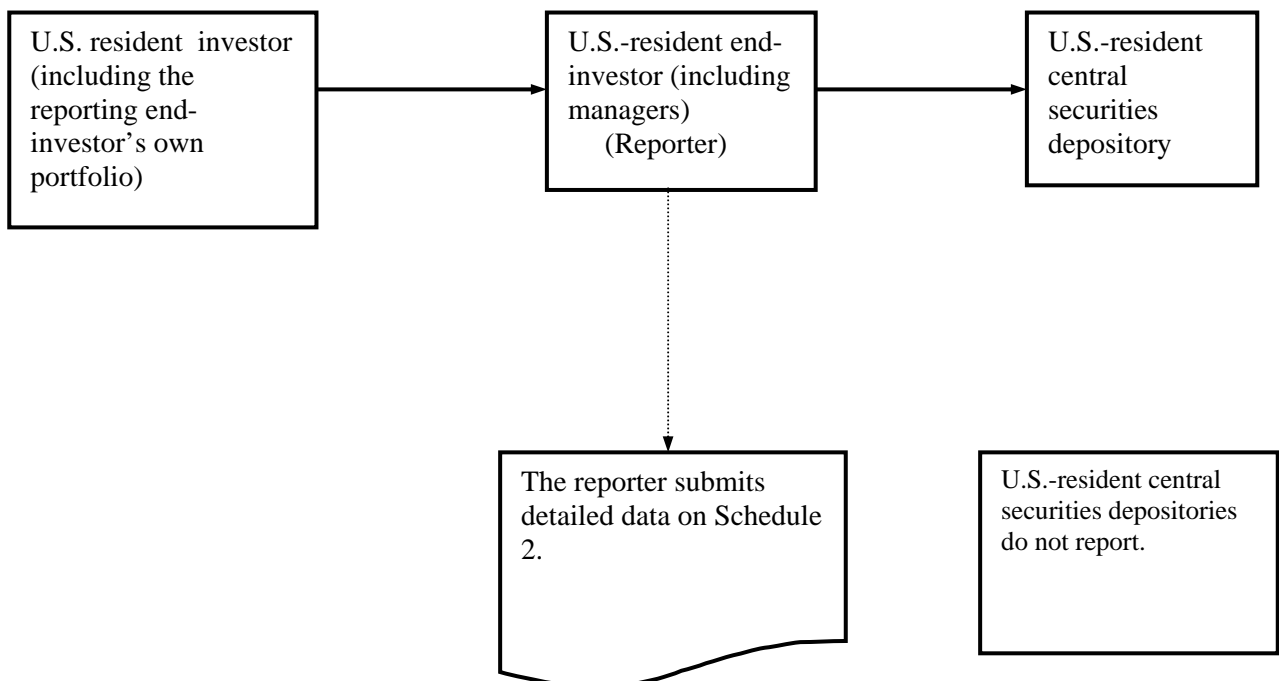 U.S. resident  investor
(including the
reporting end-
investor’s own
portfolio)
U.S.-resident end-
investor (including
managers)
(Reporter)
U.S.-resident
central
securities
depository
The reporter submits
detailed data on Schedule
2.
U.S.-resident central
securities depositories
do not report.